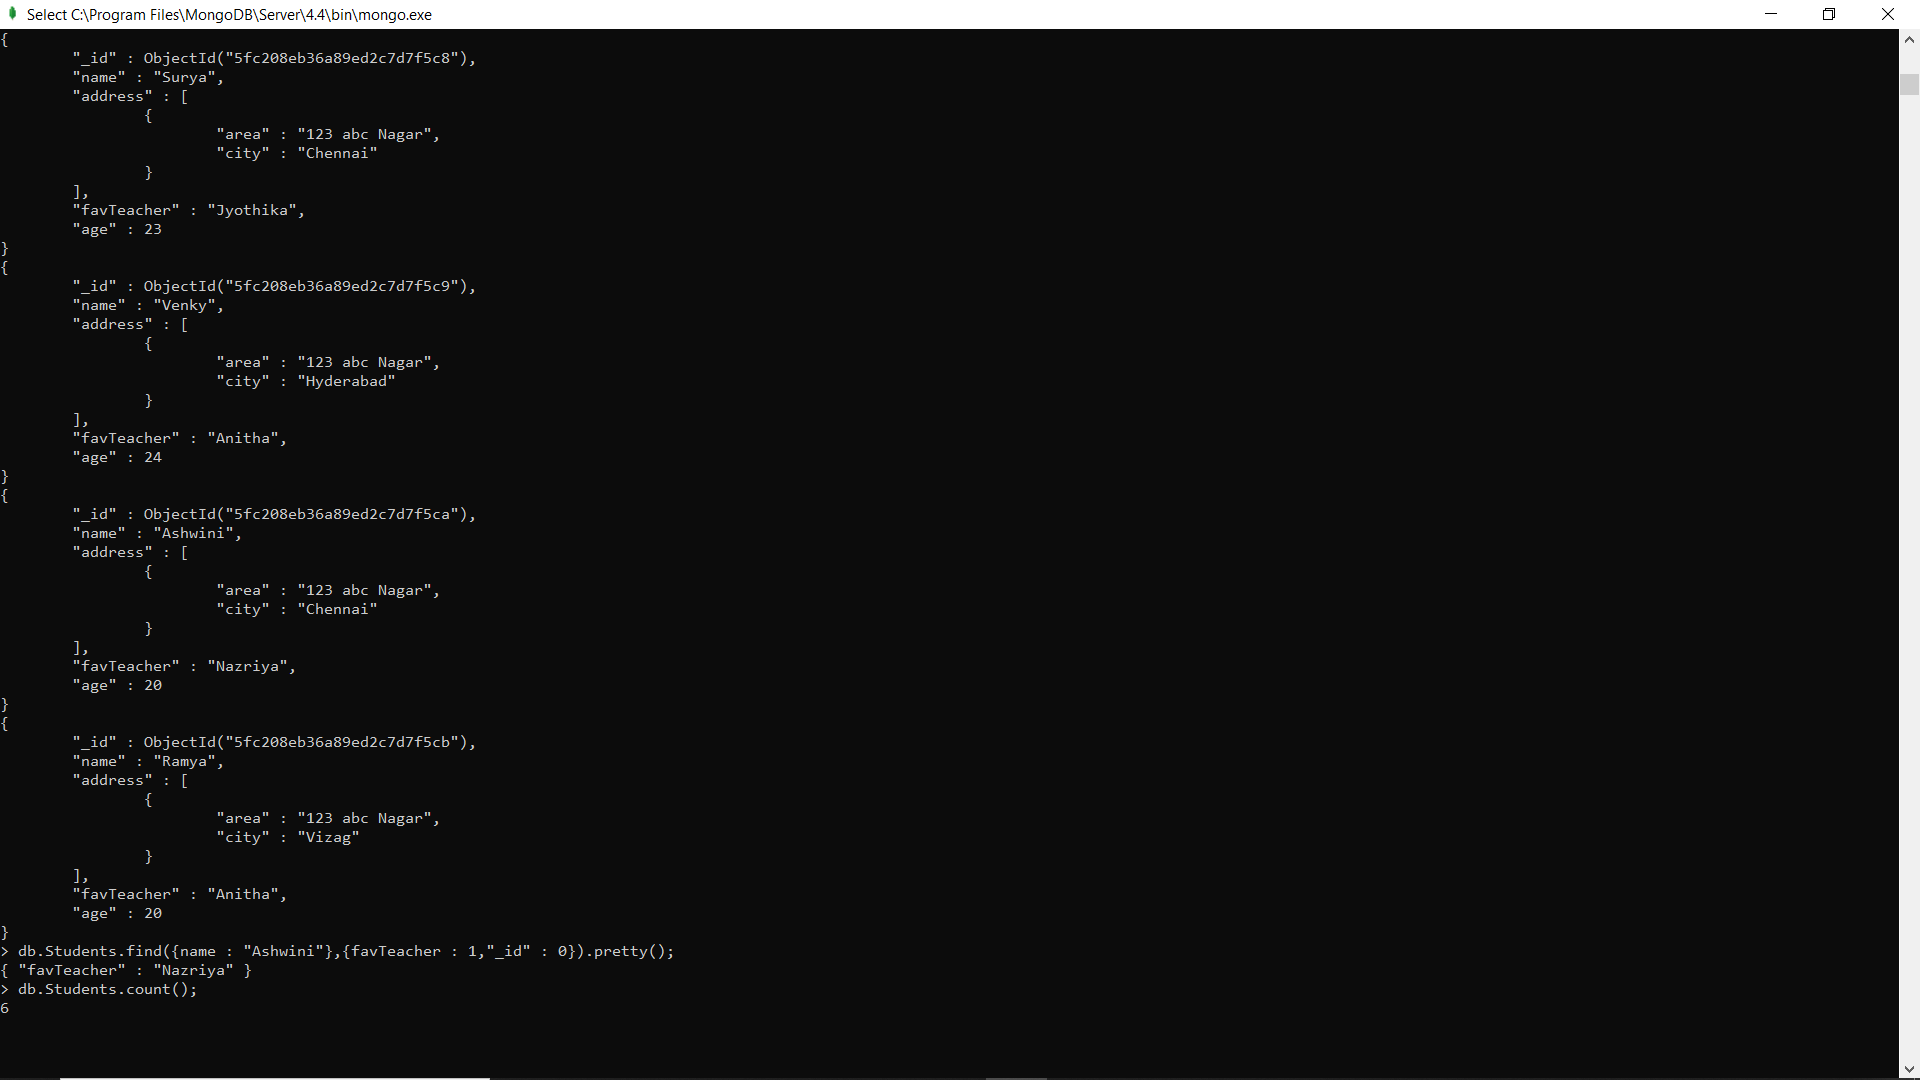 Select C:\Program Files\MongoDB\Server\4.4\bin\mongo.exe
{
        "_id" : ObjectId("5fc208eb36a89ed2c7d7f5c8"),
        "name" : "Surya",
        "address" : [
                {
                        "area" : "123 abc Nagar",
                        "city" : "Chennai"
                }
        ],
        "favTeacher" : "Jyothika",
        "age" : 23
}
{
        "_id" : ObjectId("5fc208eb36a89ed2c7d7f5c9"),
        "name" : "Venky",
        "address" : [
                {
                        "area" : "123 abc Nagar",
                        "city" : "Hyderabad"
                }
        ],
        "favTeacher" : "Anitha",
        "age" : 24
}
{
        "_id" : ObjectId("5fc208eb36a89ed2c7d7f5ca"),
        "name" : "Ashwini",
        "address" : [
                {
                        "area" : "123 abc Nagar",
                        "city" : "Chennai"
                }
        ],
        "favTeacher" : "Nazriya",
        "age" : 20
}
{
        "_id" : ObjectId("5fc208eb36a89ed2c7d7f5cb"),
        "name" : "Ramya",
        "address" : [
                {
                        "area" : "123 abc Nagar",
                        "city" : "Vizag"
                }
        ],
        "favTeacher" : "Anitha",
        "age" : 20
}
> db.Students.find({name : "Ashwini"},{favTeacher : 1,"_id" : 0}).pretty();
{ "favTeacher" : "Nazriya" }
> db.Students.count();
6